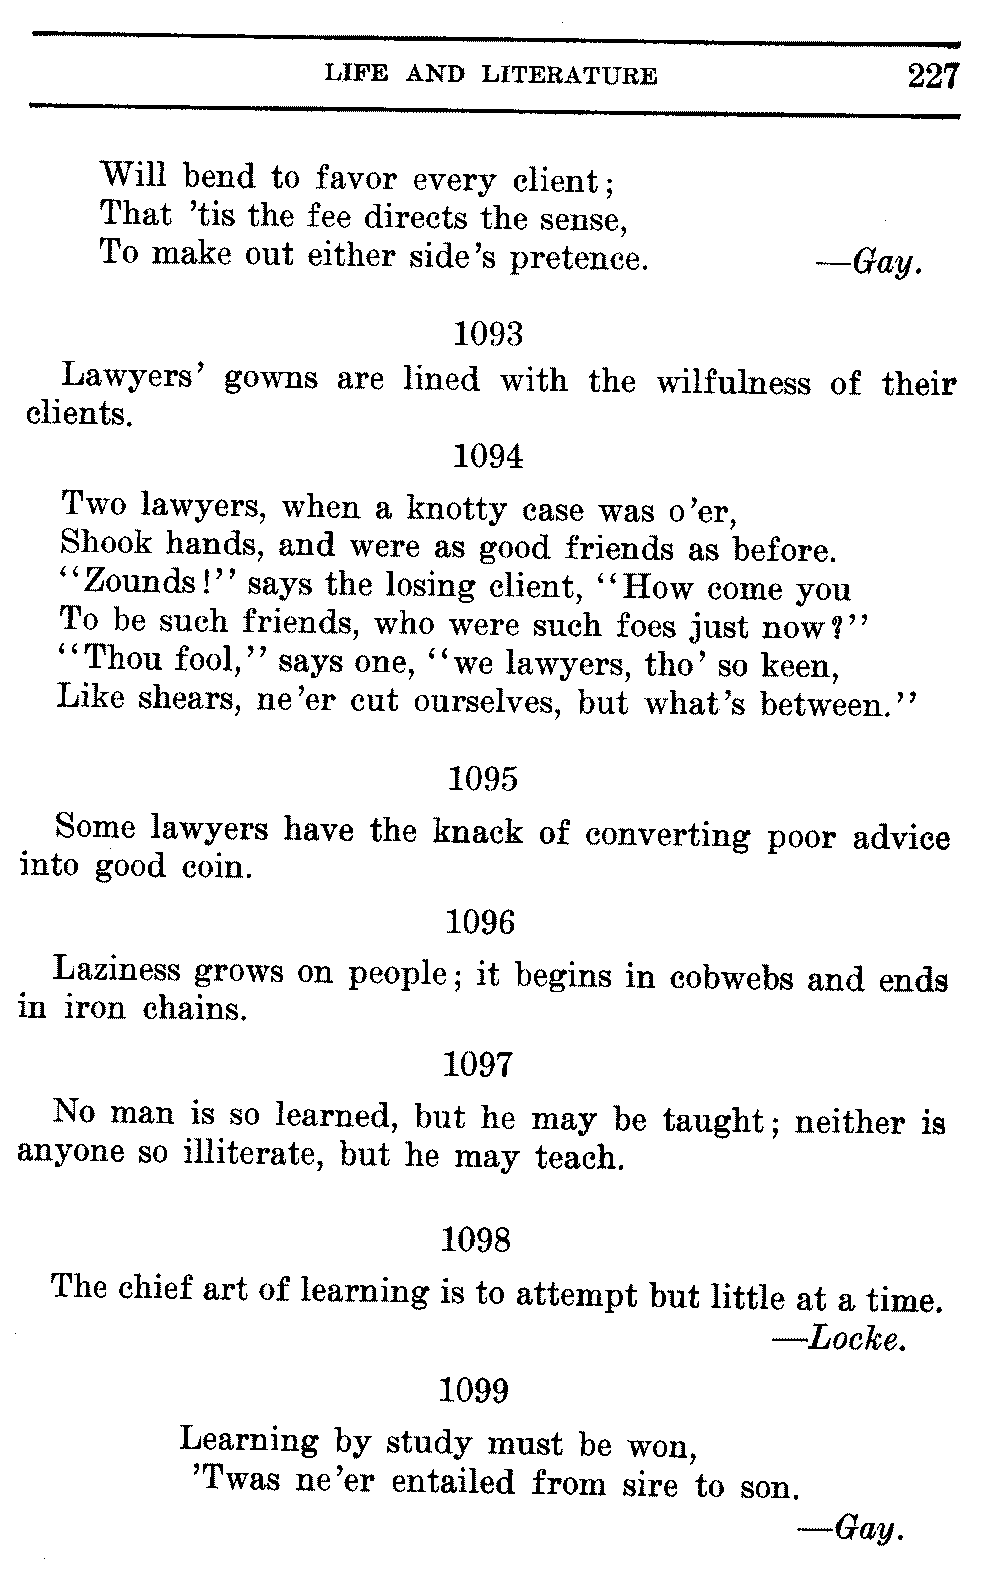 LIFE AND LITERATURE 227
Will bend to favor every client;
That 'tis the fee directs the sense,
To make out either side's pretence. —Gay.
1093
Lawyers' gowns are lined with the wilfulness of their
clients.
1094
Two lawyers, when a knotty case was o'er,
Shook hands, and were as good friends as before.
"Zounds!" says the losing client, "How come you
To be such friends, who were such foes just now?"
"Thou fool," says one, "we lawyers, tho' so keen,
Like shears, ne'er cut ourselves, but what's between."
1095
Some lawyers have the knack of converting poor advice
into good coin.
1096
Laziness grows on people; it begins in cobwebs and ends
in iron chains.
1097
No man is so learned, but he may be taught; neither is
anyone so illiterate, but he may teach.
1098
The chief art of learning is to attempt but little at a time.
—Locke.
1099
Learning by study must be won,
'Twas ne'er entailed from sire to son.
—Gay.